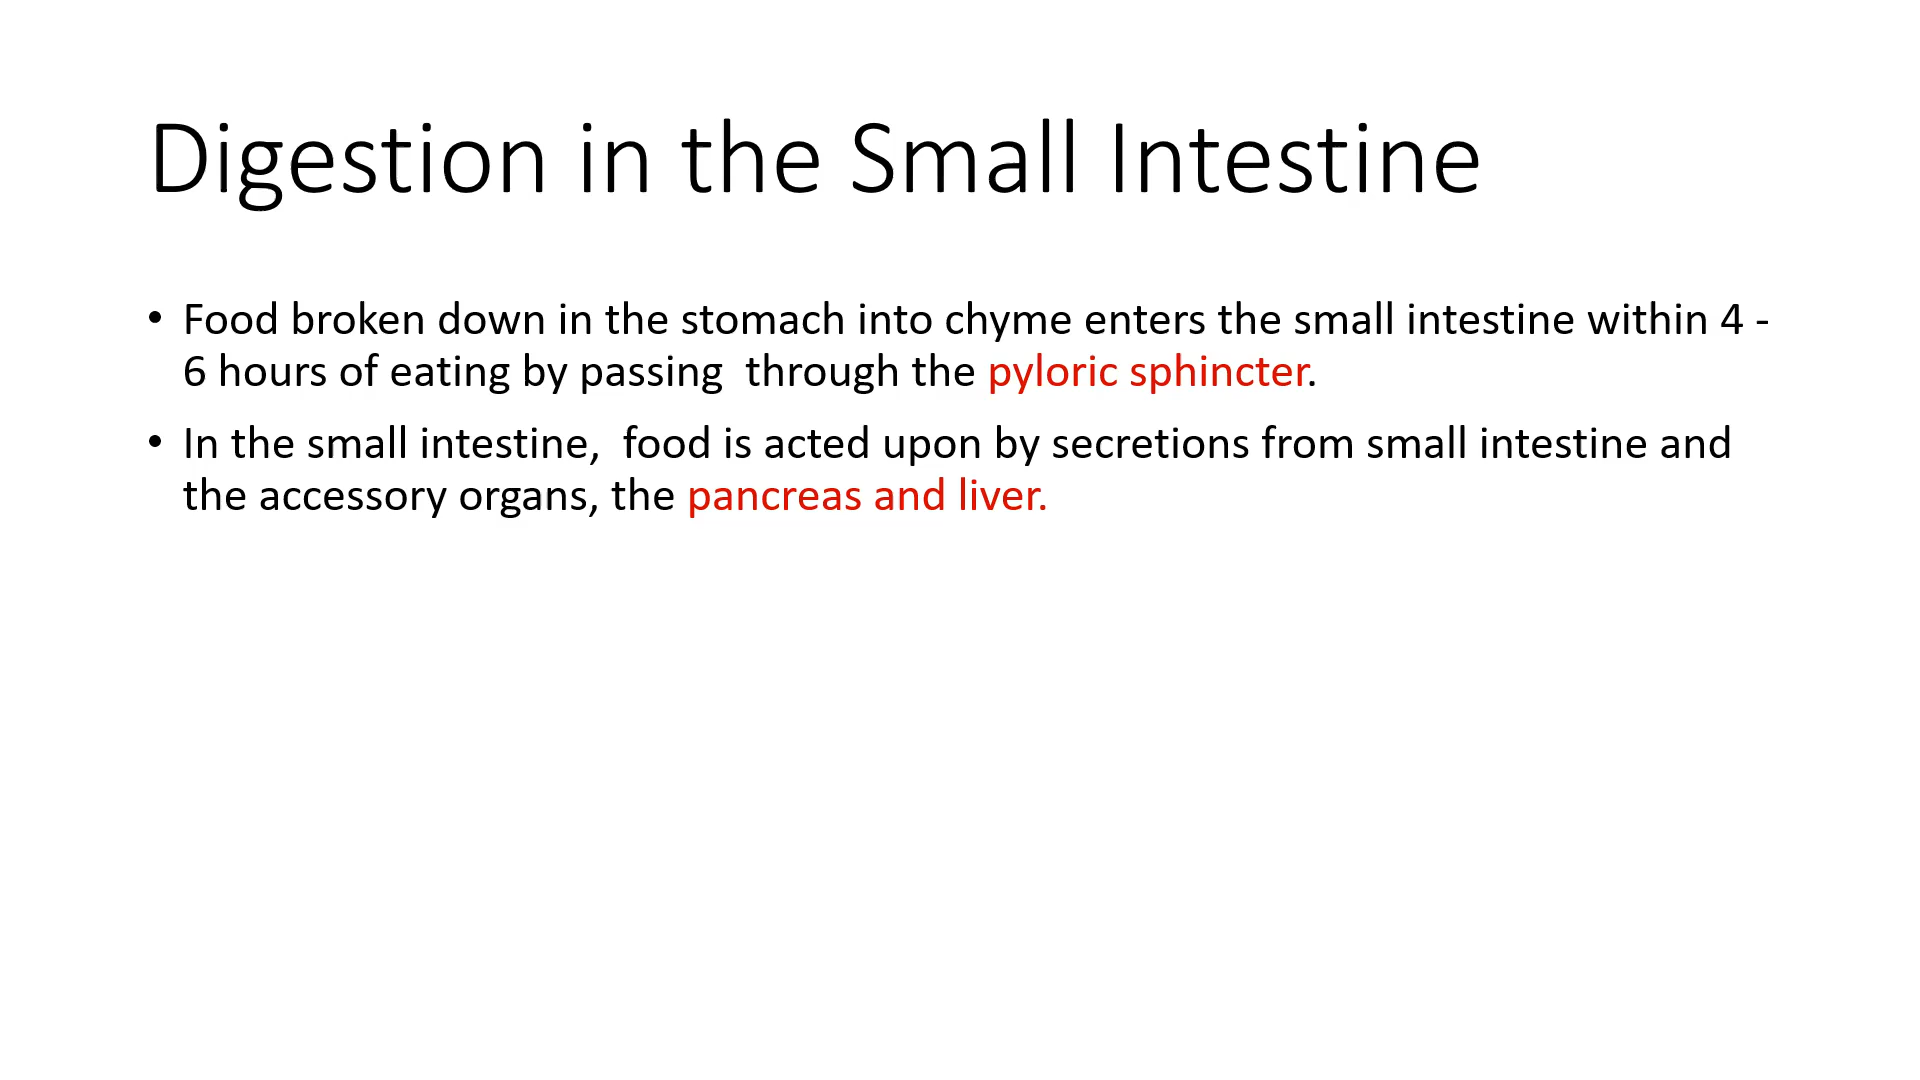 Digestion in the Small Intestine
• Food broken down in the stomach into chyme enters the small intestine within 4 -
6 hours of eating by passing  through the pyloric sphincter.
• In the small intestine,  food is acted upon by secretions from small intestine and
the accessory organs, the pancreas and liver.